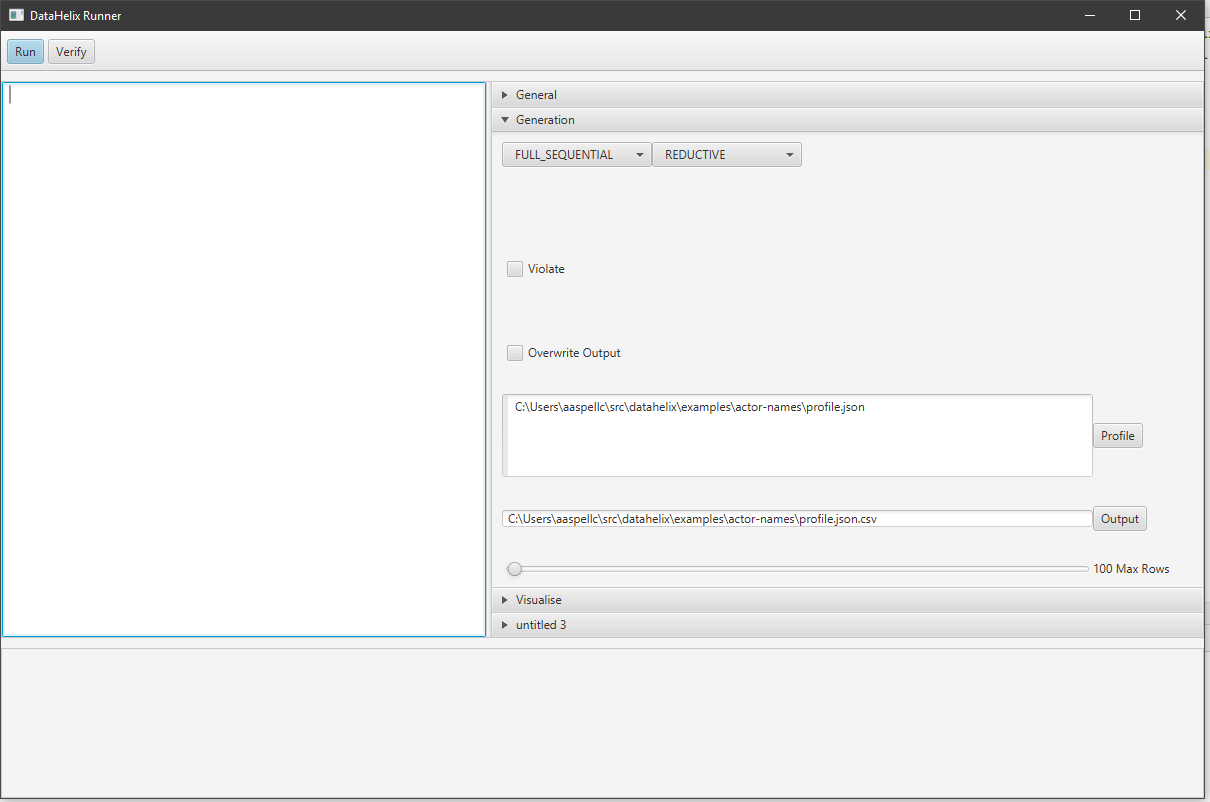 DataHelix Runner
Run Verify
General
Generation
FULL_SEQUENTIAL REDUCTIVE
Violate
Overwrite Output
C:\Users\aaspellc\src\datahelix\examples\actor-names\profile.json
Profile
C:\Users\aaspellc\src\datahelix\examples\actor-names\profile.json.csv Output
100 Max Rows
Visualise
untitled 3